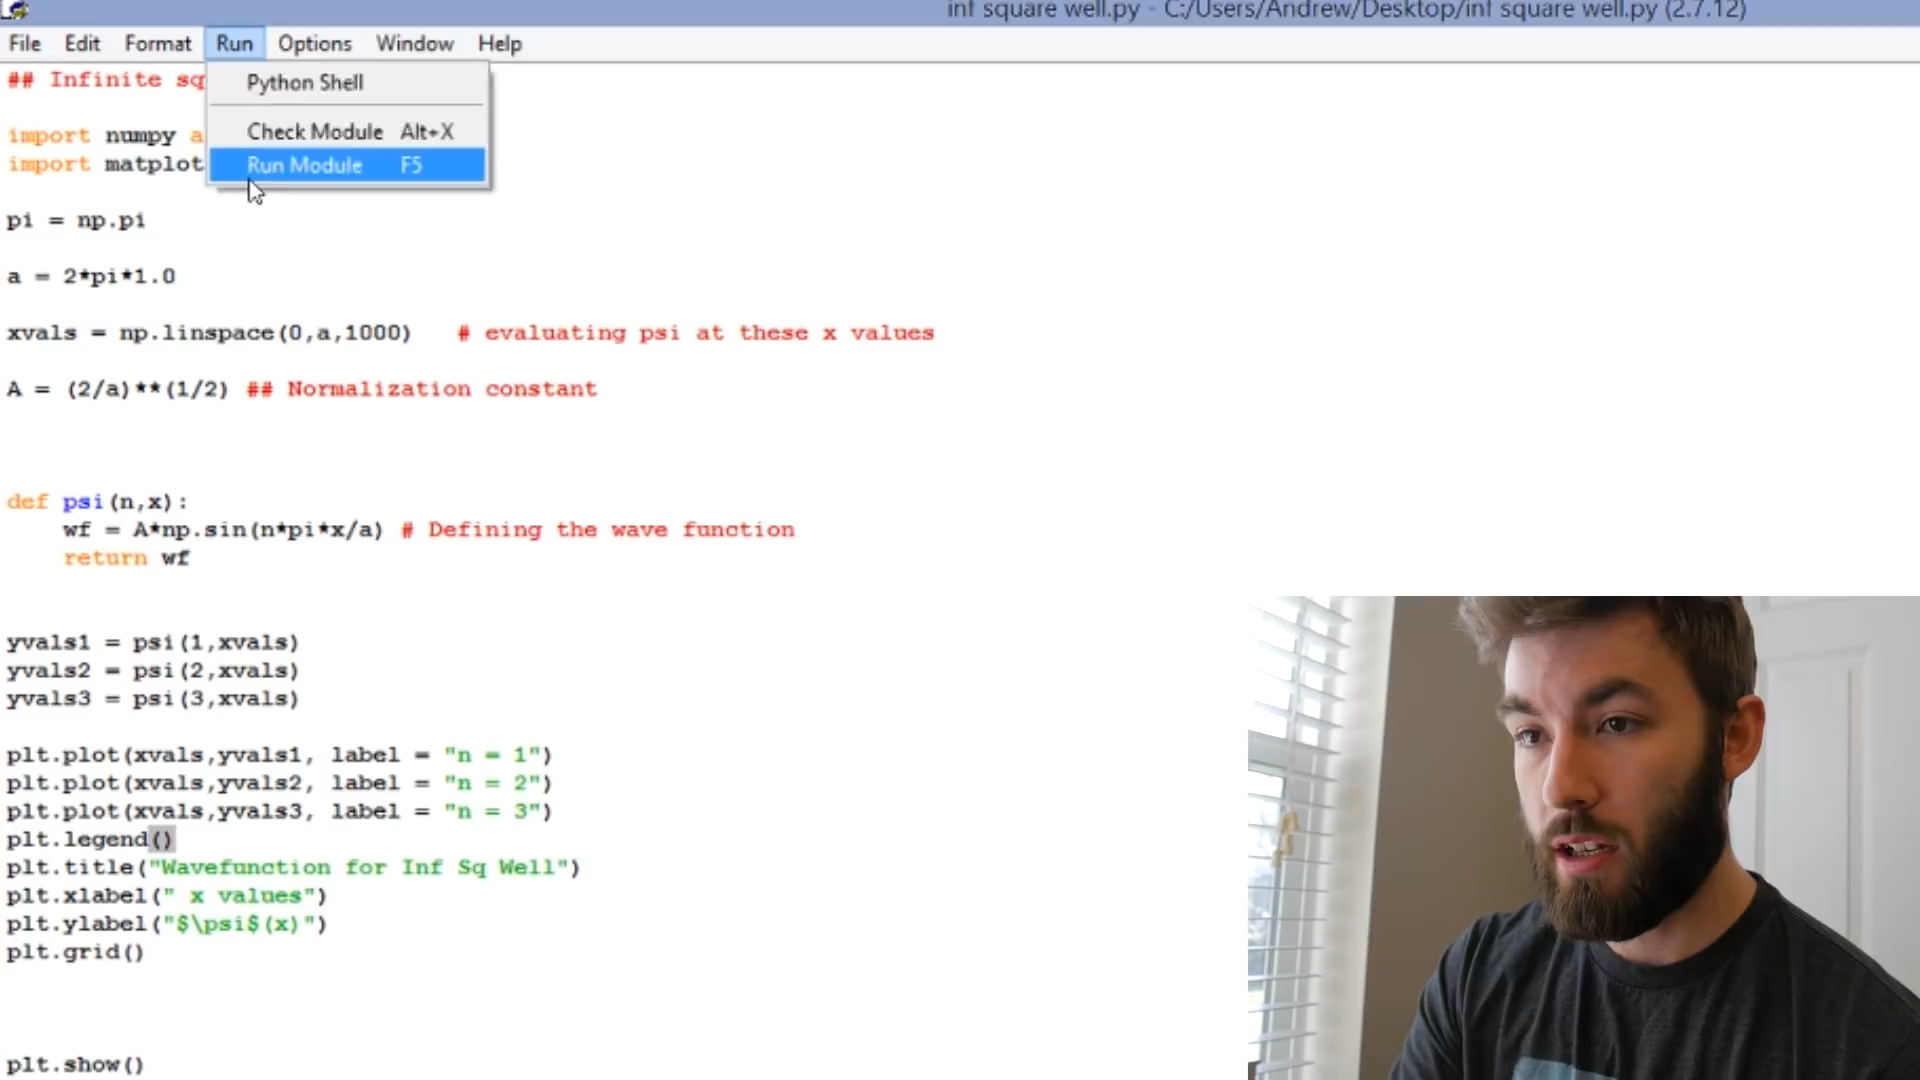 inf square well.py - C:/Users/Andrew/Desktop/inf square well.py (2.7.12)
File Edit Format Run Options Window Help
Python Shell
Check Module Alt+X
Run Module F5
## Infinite sq
import numpy a
import matplot
pi = np.pi
a = 2*pi*1.0
xvals = np.linspace(0,a,1000) # evaluating psi at these x values
A = (2/a)**(1/2) ## Normalization constant
def psi(n,x):
wf = A*np.sin(n*pi*x/a) # Defining the wave function
return wf
yvals1 = psi(1,xvals)
yvals2 = psi(2,xvals)
yvals3 = psi(3,xvals)
plt.plot(xvals,yvals1, label = "n = 1")
plt.plot(xvals,yvals2, label = "n = 2")
plt.plot(xvals,yvals3, label = "n = 3")
plt.legend()
plt.title("Wavefunction for Inf Sq Well")
plt.xlabel(" x values")
plt.ylabel("$\psi$(x)")
plt.grid()
plt.show()